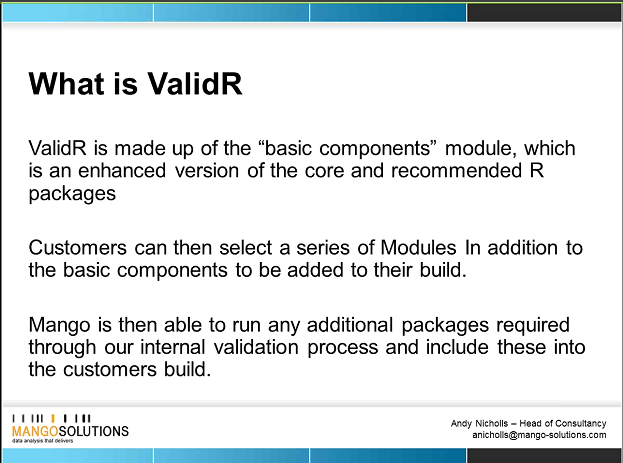 What is ValidR
ValidR is made up of the “basic components” module, which
is an enhanced version of the core and recommended R
packages
Customers can then select a series of Modules In addition to
the basic components to be added to their build.
Mango is then able to run any additional packages required
through our internal validation process and include these into
the customers build.
MANGOSOLUTIONS
data analysis that delivers
Andy Nicholls – Head of Consultancy
anicholls@mango-solutions.com